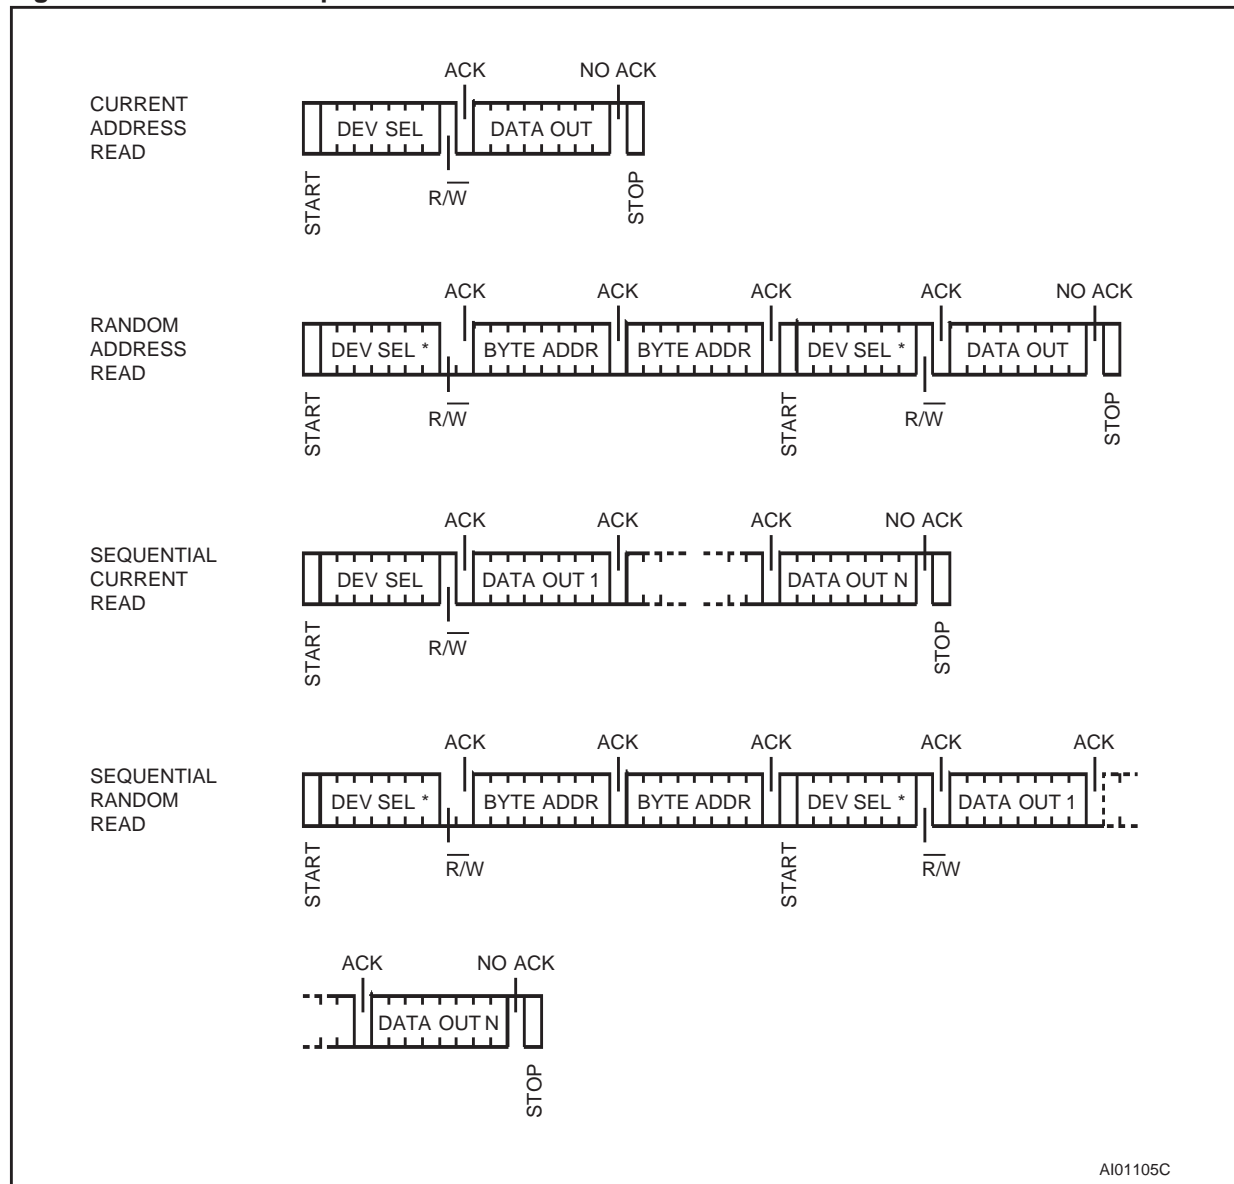 ACK NO ACK
CURRENT
ADDRESS
READ
DEV SEL DATA OUT
START R/W̅ STOP
ACK ACK ACK ACK NO ACK
RANDOM
ADDRESS
READ
DEV SEL * BYTE ADDR BYTE ADDR DEV SEL * DATA OUT
START R/W̅ START R/W̅ STOP
ACK ACK ACK NO ACK
SEQUENTIAL
CURRENT
READ
DEV SEL DATA OUT 1 DATA OUT N
START R/W̅ STOP
ACK ACK ACK ACK ACK
SEQUENTIAL
RANDOM
READ
DEV SEL * BYTE ADDR BYTE ADDR DEV SEL * DATA OUT 1
START R̅/W START R̅/W
ACK NO ACK
DATA OUT N
STOP
AI01105C